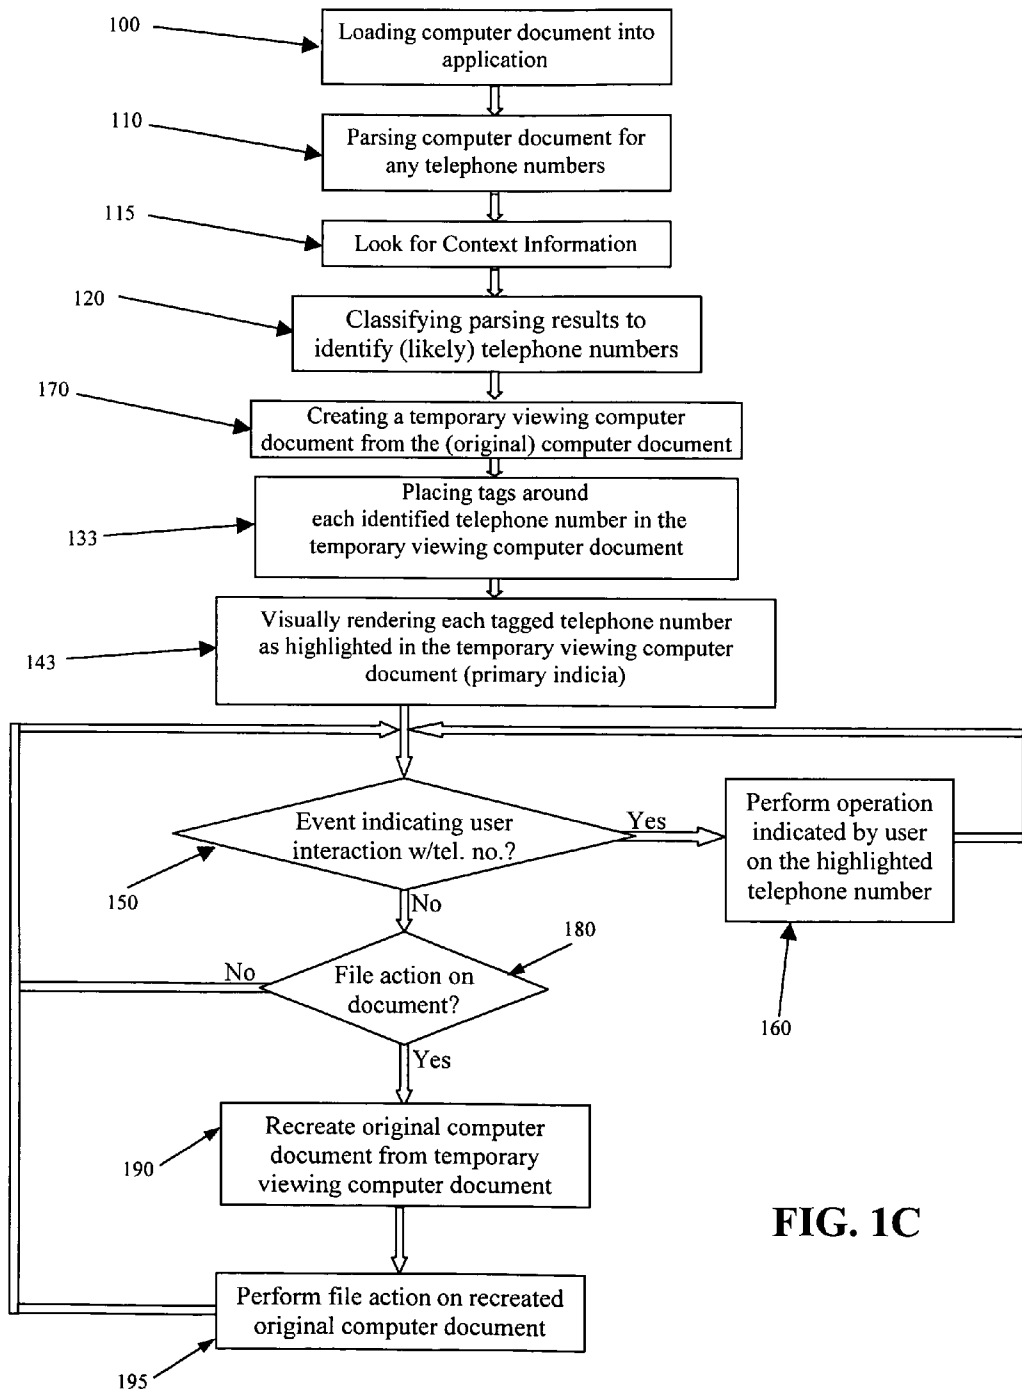 100
Loading computer document into
application
110
Parsing computer document for
any telephone numbers
115
Look for Context Information
120
Classifying parsing results to
identify (likely) telephone numbers
170
Creating a temporary viewing computer
document from the (original) computer document
Placing tags around
each identified telephone number in the
temporary viewing computer document
133
Visually rendering each tagged telephone number
as highlighted in the temporary viewing computer
document (primary indicia)
143
Event indicating user
interaction w/tel. no.?
Yes
Perform operation
indicated by user
on the highlighted
telephone number
150
No
180
No
File action on
document?
160
Yes
Recreate original computer
document from temporary
viewing computer document
190
FIG. 1C
Perform file action on recreated
original computer document
195